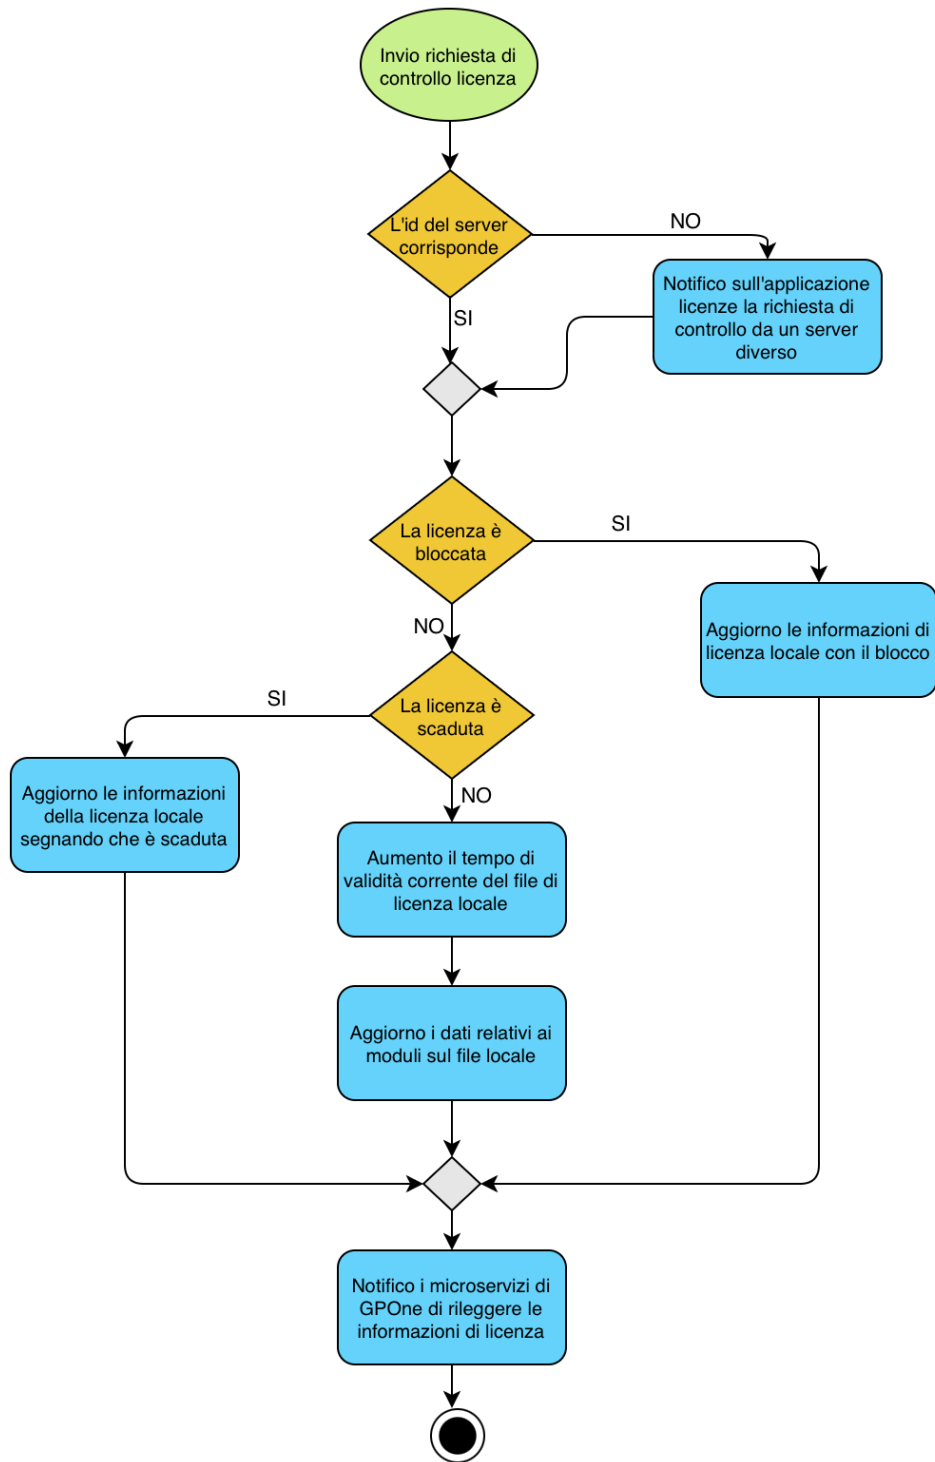 Invio richiesta di
controllo licenza
L'id del server
corrisponde
NO
Notifico sull'applicazione
licenze la richiesta di
controllo da un server
diverso
SI
La licenza è
bloccata
SI
Aggiorno le informazioni di
licenza locale con il blocco
NO
La licenza è
scaduta
SI
Aggiorno le informazioni
della licenza locale
segnando che è scaduta
NO
Aumento il tempo di
validità corrente del file di
licenza locale
Aggiorno i dati relativi ai
moduli sul file locale
Notifico i microservizi di
GPOne di rileggere le
informazioni di licenza